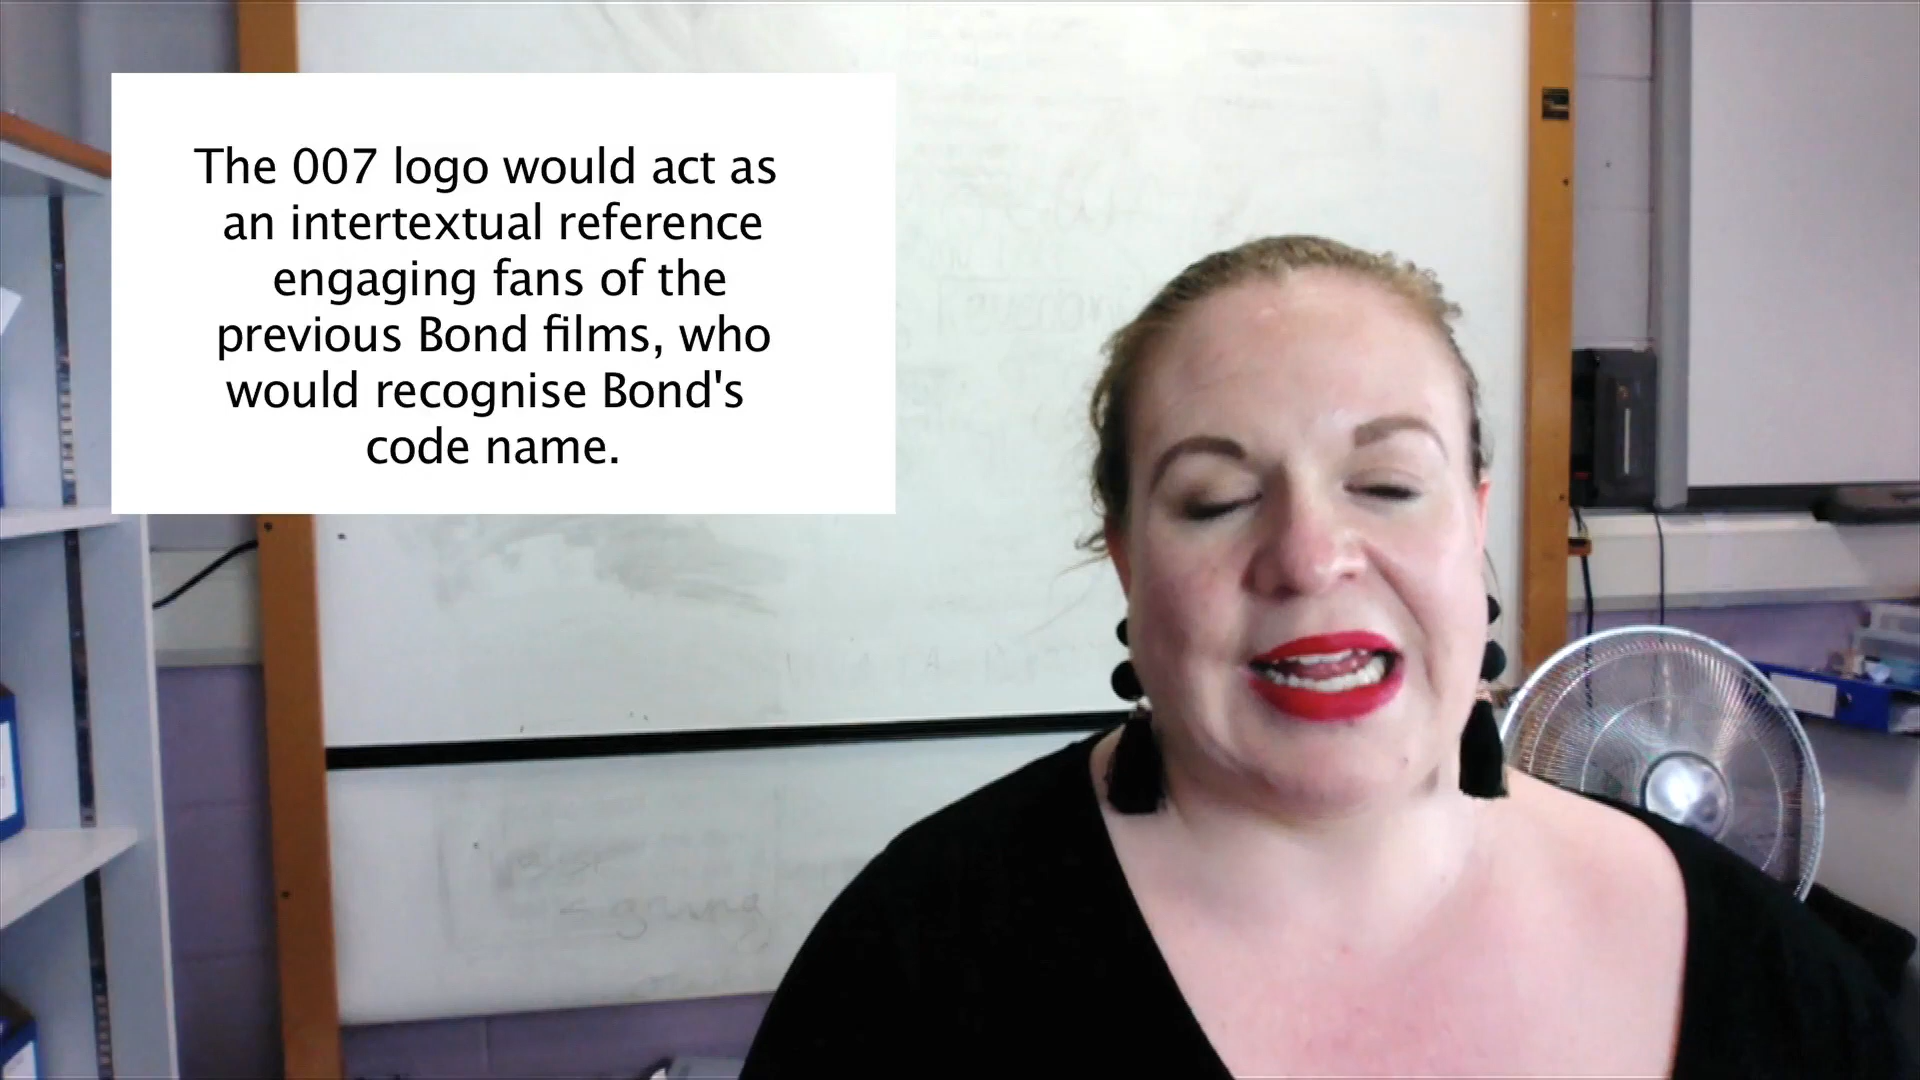 The 007 logo would act as
an intertextual reference
engaging fans of the
previous Bond films, who
would recognise Bond's
code name.